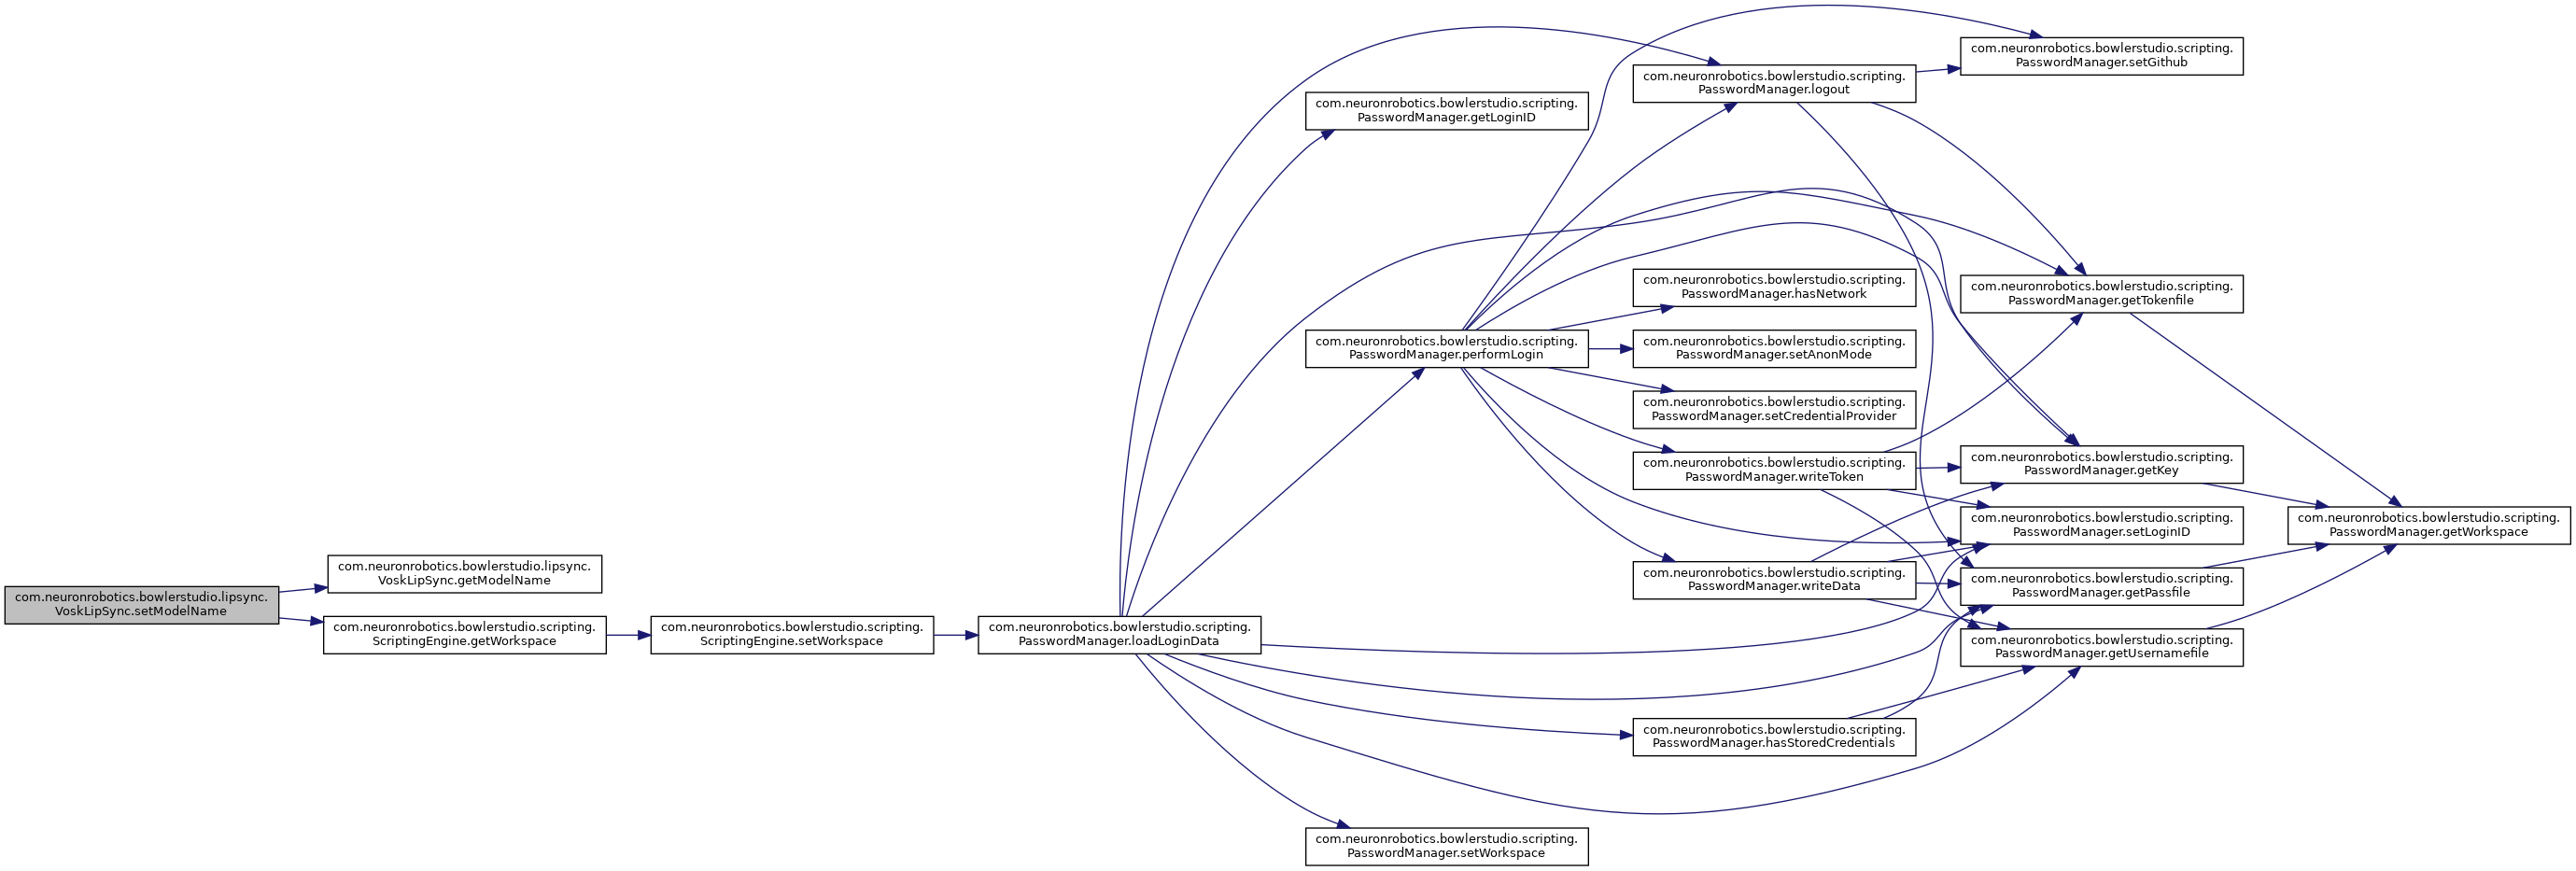 com.neuronrobotics.bowlerstudio.lipsync.
VoskLipSync.setModelName
com.neuronrobotics.bowlerstudio.lipsync.
VoskLipSync.getModelName
com.neuronrobotics.bowlerstudio.scripting.
ScriptingEngine.getWorkspace
com.neuronrobotics.bowlerstudio.scripting.
ScriptingEngine.setWorkspace
com.neuronrobotics.bowlerstudio.scripting.
PasswordManager.loadLoginData
com.neuronrobotics.bowlerstudio.scripting.
PasswordManager.getLoginID
com.neuronrobotics.bowlerstudio.scripting.
PasswordManager.performLogin
com.neuronrobotics.bowlerstudio.scripting.
PasswordManager.setWorkspace
com.neuronrobotics.bowlerstudio.scripting.
PasswordManager.logout
com.neuronrobotics.bowlerstudio.scripting.
PasswordManager.hasNetwork
com.neuronrobotics.bowlerstudio.scripting.
PasswordManager.setAnonMode
com.neuronrobotics.bowlerstudio.scripting.
PasswordManager.setCredentialProvider
com.neuronrobotics.bowlerstudio.scripting.
PasswordManager.writeToken
com.neuronrobotics.bowlerstudio.scripting.
PasswordManager.writeData
com.neuronrobotics.bowlerstudio.scripting.
PasswordManager.hasStoredCredentials
com.neuronrobotics.bowlerstudio.scripting.
PasswordManager.setGithub
com.neuronrobotics.bowlerstudio.scripting.
PasswordManager.getTokenfile
com.neuronrobotics.bowlerstudio.scripting.
PasswordManager.getKey
com.neuronrobotics.bowlerstudio.scripting.
PasswordManager.setLoginID
com.neuronrobotics.bowlerstudio.scripting.
PasswordManager.getPassfile
com.neuronrobotics.bowlerstudio.scripting.
PasswordManager.getUsernamefile
com.neuronrobotics.bowlerstudio.scripting.
PasswordManager.getWorkspace